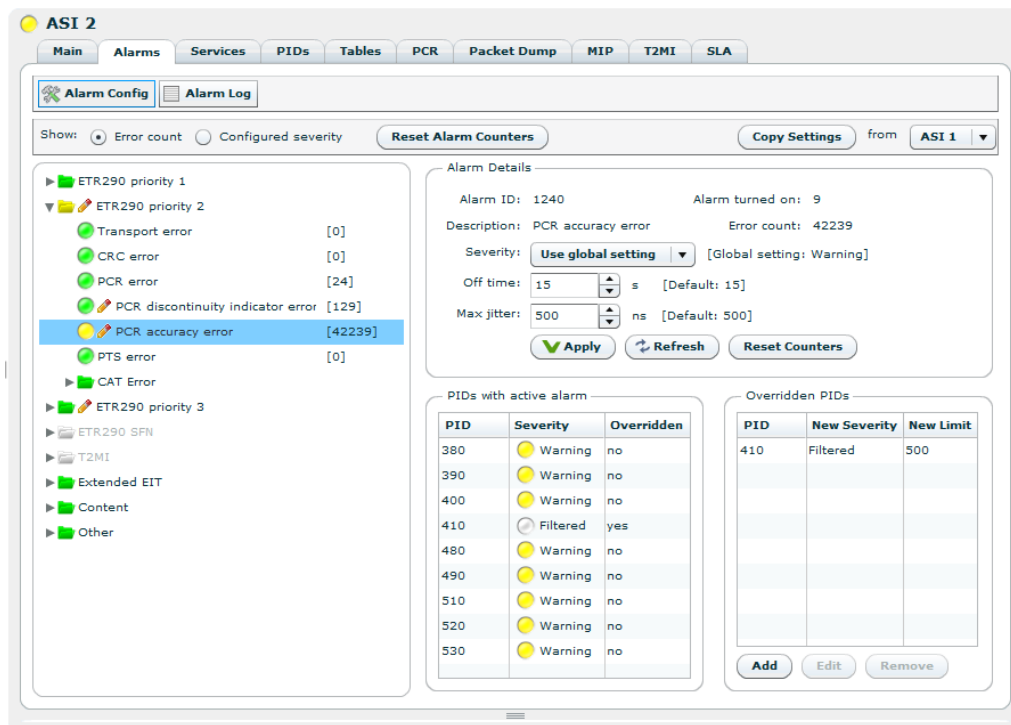 ASI 2
Main Alarms Services PIDs Tables PCR Packet Dump MIP T2MI SLA
Alarm Config Alarm Log
Show: Error count Configured severity Reset Alarm Counters Copy Settings from ASI 1
ETR290 priority 1
ETR290 priority 2
Transport error [0]
CRC error [0]
PCR error [24]
PCR discontinuity indicator error [129]
PCR accuracy error [42239]
PTS error [0]
CAT Error
ETR290 priority 3
ETR290 SFN
T2MI
Extended EIT
Content
Other
Alarm Details
Alarm ID: 1240 Alarm turned on: 9
Description: PCR accuracy error Error count: 42239
Severity: Use global setting [Global setting: Warning]
Off time: 15 s [Default: 15]
Max jitter: 500 ns [Default: 500]
Apply Refresh Reset Counters
PIDs with active alarm
PID Severity Overridden
380 Warning no
390 Warning no
400 Warning no
410 Filtered yes
480 Warning no
490 Warning no
510 Warning no
520 Warning no
530 Warning no
Overridden PIDs
PID New Severity New Limit
410 Filtered 500
Add Edit Remove